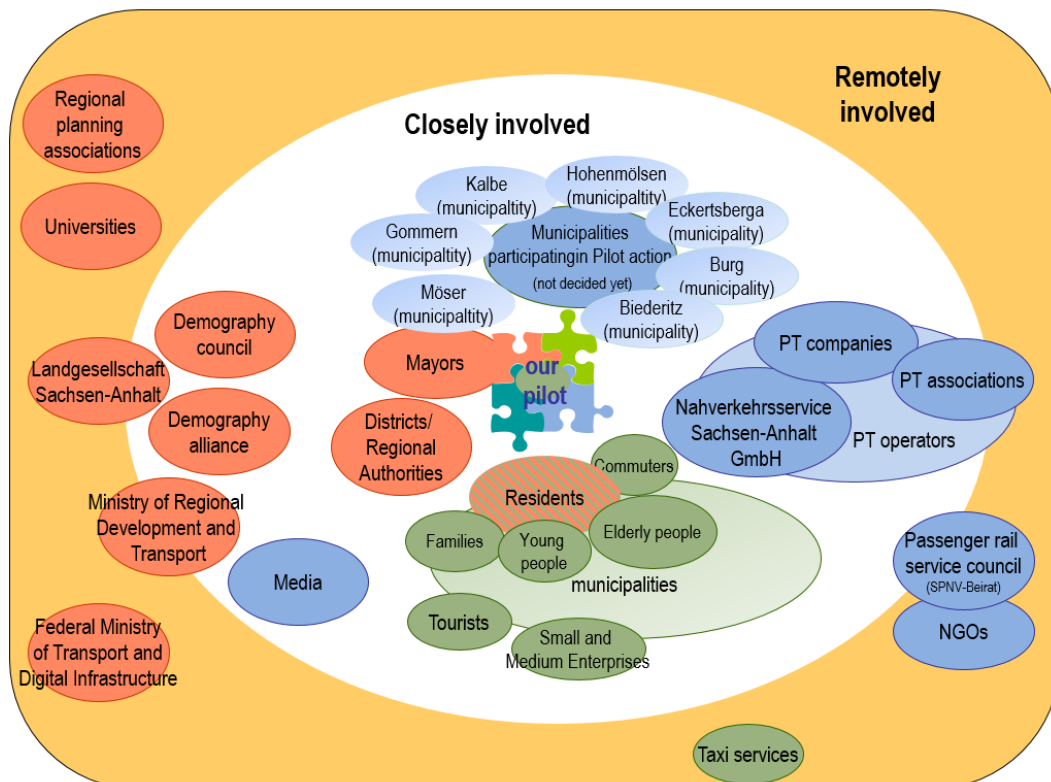 Remotely
involved
Closely involved
Regional
planning
associations
Universities
Kalbe
(municipaltity)
Hohenmölsen
(municipaltity)
Eckertsberga
(municipality)
Gommern
(municipaltity)
Municipalities
participatingin Pilot action
(not decided yet)
Burg
(municipality)
Möser
(municipaltity)
Biederitz
(municipality)
Demography
council
Landgesellschaft
Sachsen-Anhalt
Demography
alliance
Mayors
our
pilot
PT companies
PT associations
Nahverkehrsservice
Sachsen-Anhalt
GmbH
PT operators
Districts/
Regional
Authorities
Commuters
Residents
Ministry of Regional
Development and
Transport
Families
Young
people
Elderly people
municipalities
Media
Passenger rail
service council
(SPNV-Beirat)
NGOs
Tourists
Small and
Medium Enterprises
Federal Ministry
of Transport and
Digital Infrastructure
Taxi services